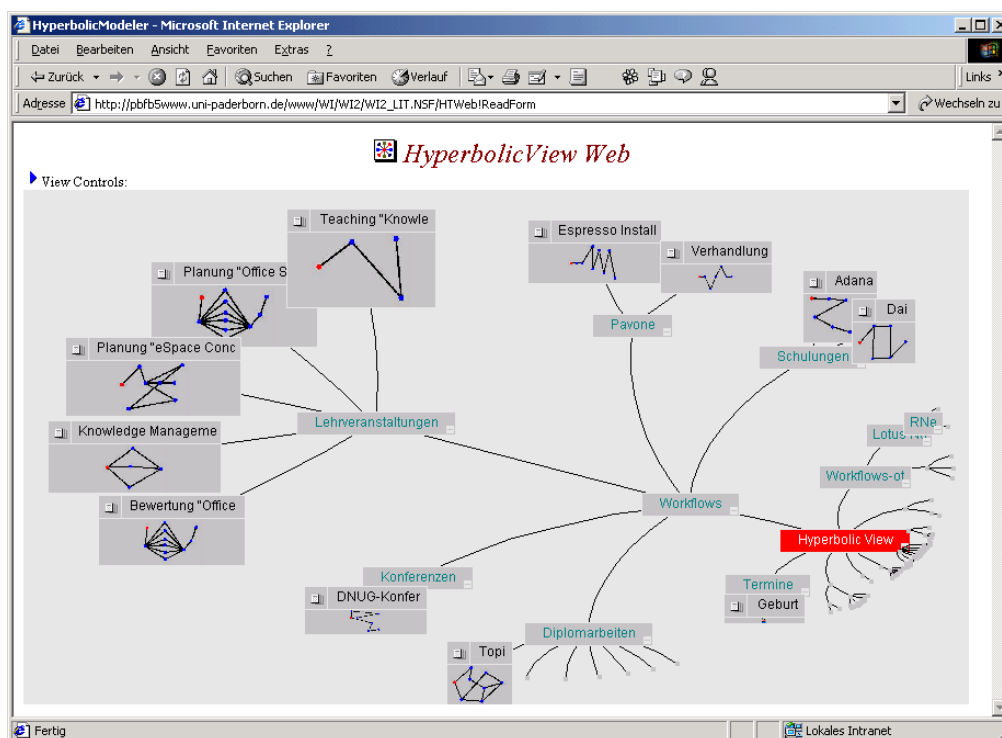 HyperbolicModeler - Microsoft Internet Explorer
Datei Bearbeiten Ansicht Favoriten Extras ?
Zurück Suchen Favoriten Verlauf Links »
Adresse http://pbfb5www.uni-paderborn.de/www/WI/WI2/WI2_LIT.NSF/HTWeb!ReadForm Wechseln zu
HyperbolicView Web
View Controls:
Teaching "Knowle
Espresso Install
Verhandlung
Planung "Office S
Adana
Dai
Pavone
Planung "eSpace Conc
Schulungen
Lehrveranstaltungen
RNe
Knowledge Manageme
Lotus
Workflows-of
Bewertung "Office
Workflows
Hyperbolic View
Konferenzen
Termine
DNUG-Konfer
Geburt
Diplomarbeiten
Topi
Fertig Lokales Intranet